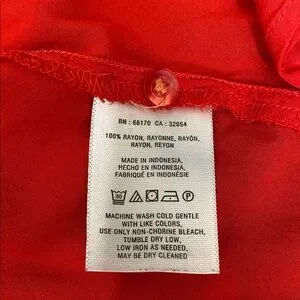 RN : 66170 CA : 32054
100% RAYON, RAYONNE, RAYÓN,
RAYON, REYON
MADE IN INDONESIA,
HECHO EN INDONESIA,
FABRIQUÉ EN INDONÉSIE
30
MACHINE WASH COLD GENTLE
WITH LIKE COLORS,
USE ONLY NON-CHORINE BLEACH,
TUMBLE DRY LOW,
LOW IRON AS NEEDED,
MAY BE DRY CLEANED